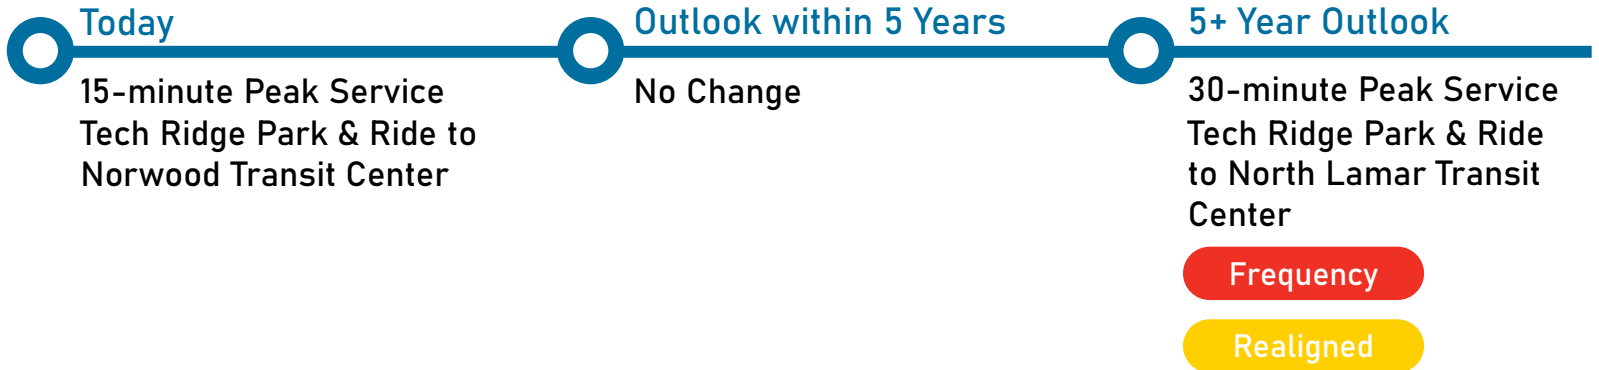 Today
15-minute Peak Service
Tech Ridge Park & Ride to
Norwood Transit Center
Outlook within 5 Years
No Change
5+ Year Outlook
30-minute Peak Service
Tech Ridge Park & Ride
to North Lamar Transit
Center
Frequency
Realigned